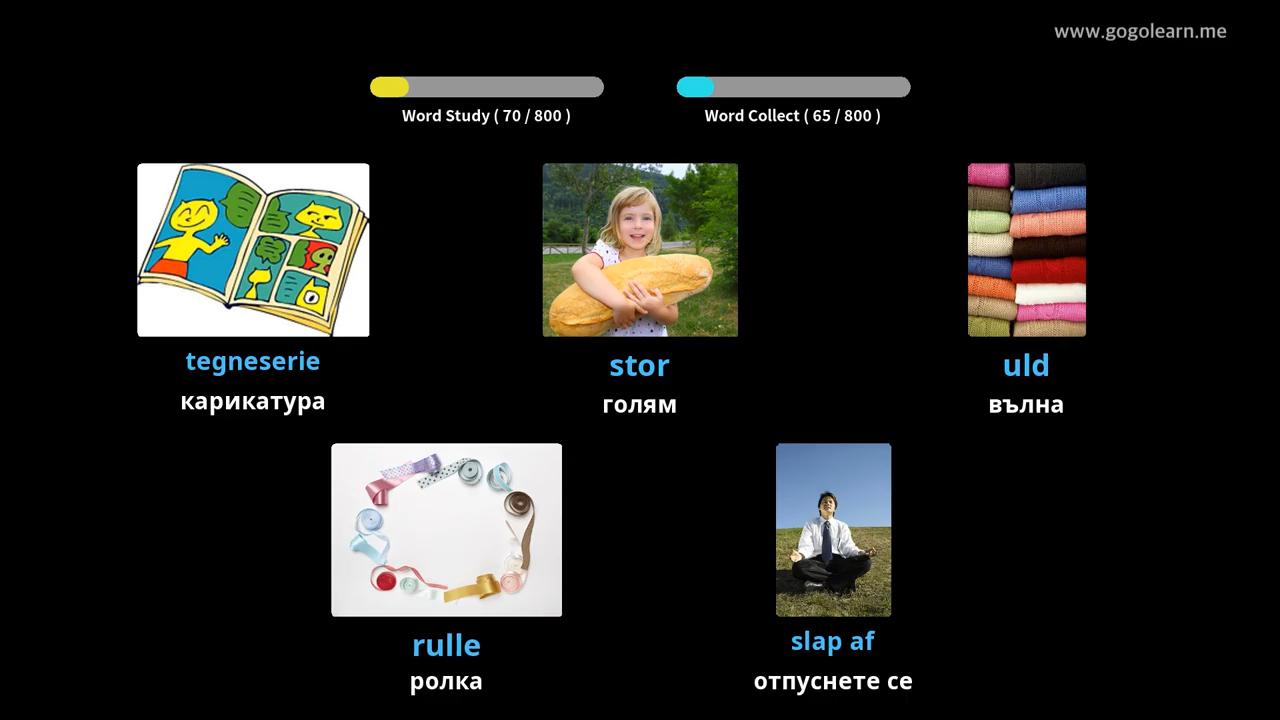 www.gogolearn.me
Word Study ( 70 / 800 )
Word Collect ( 65 / 800 )
tegneserie
карикатура
stor
голям
uld
вълна
rulle
ролка
slap af
отпуснете се